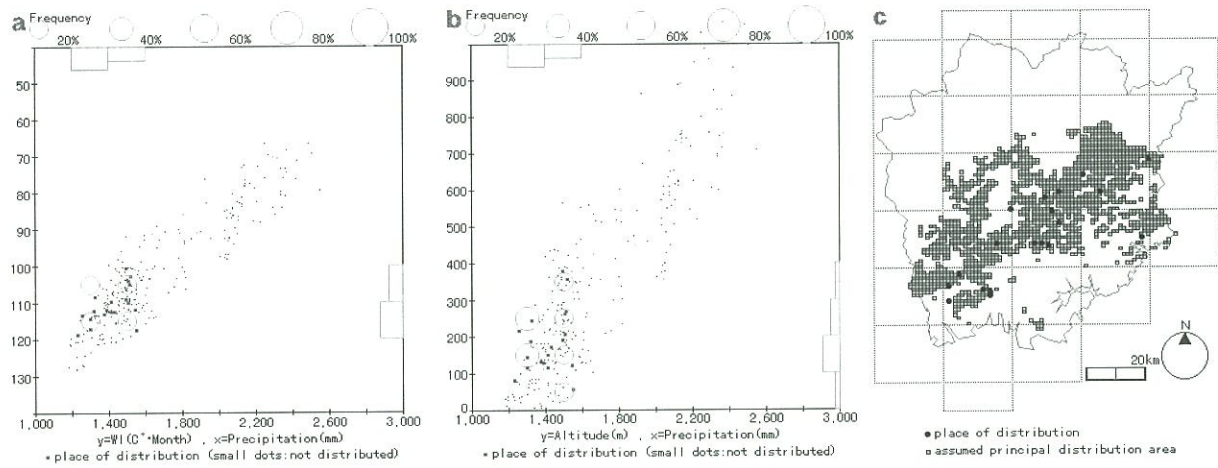 a
Frequency
20% 40% 60% 80% 100%
50
60
70
80
90
100
110
120
130
1,000 1,400 1,800 2,200 2,600 3,000
y=WI(C°·Month) , x=Precipitation(mm)
▪ place of distribution (small dots:not distributed)
b
Frequency
20% 40% 60% 80% 100%
900
800
700
600
500
400
300
200
100
0
1,000 1,400 1,800 2,200 2,600 3,000
y=Altitude(m) , x=Precipitation(mm)
▪ place of distribution (small dots:not distributed)
c
N
20km
● place of distribution
□ assumed principal distribution area